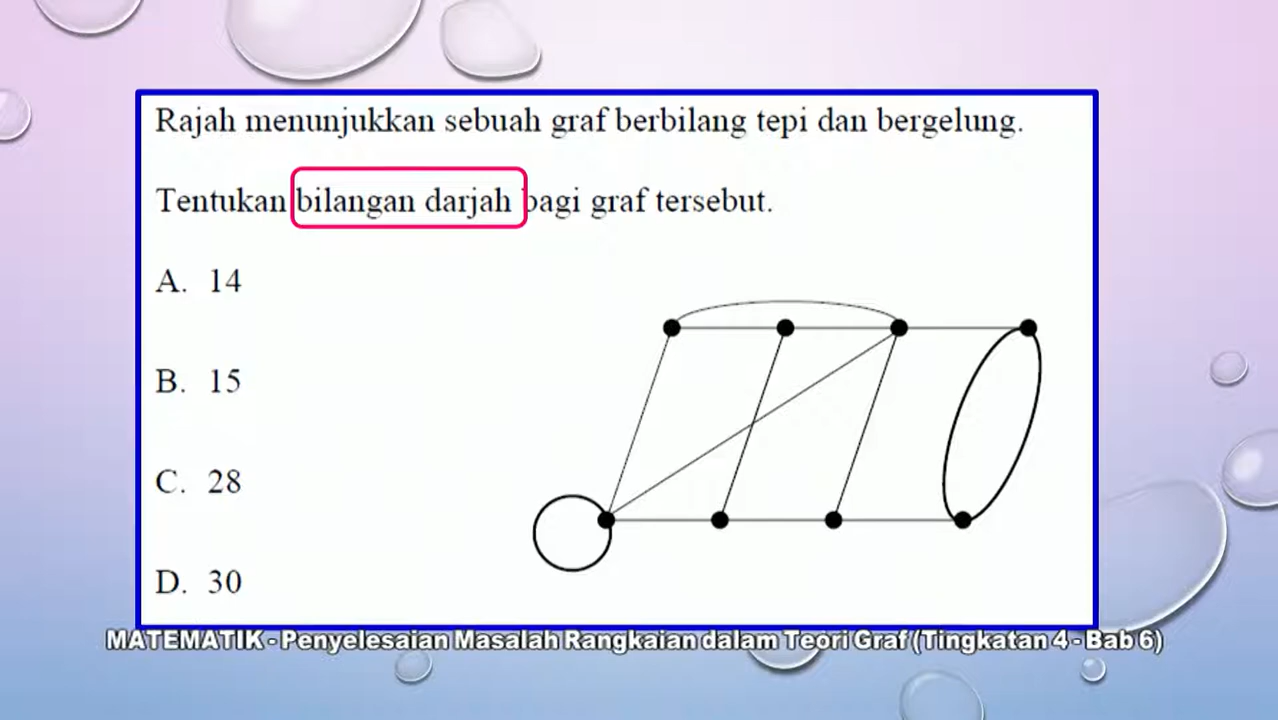 Rajah menunjukkan sebuah graf berbilang tepi dan bergelung.
Tentukan bilangan darjah bagi graf tersebut.
A. 14
B. 15
C. 28
D. 30
MATEMATIK - Penyelesaian Masalah Rangkaian dalam Teori Graf (Tingkatan 4 - Bab 6)